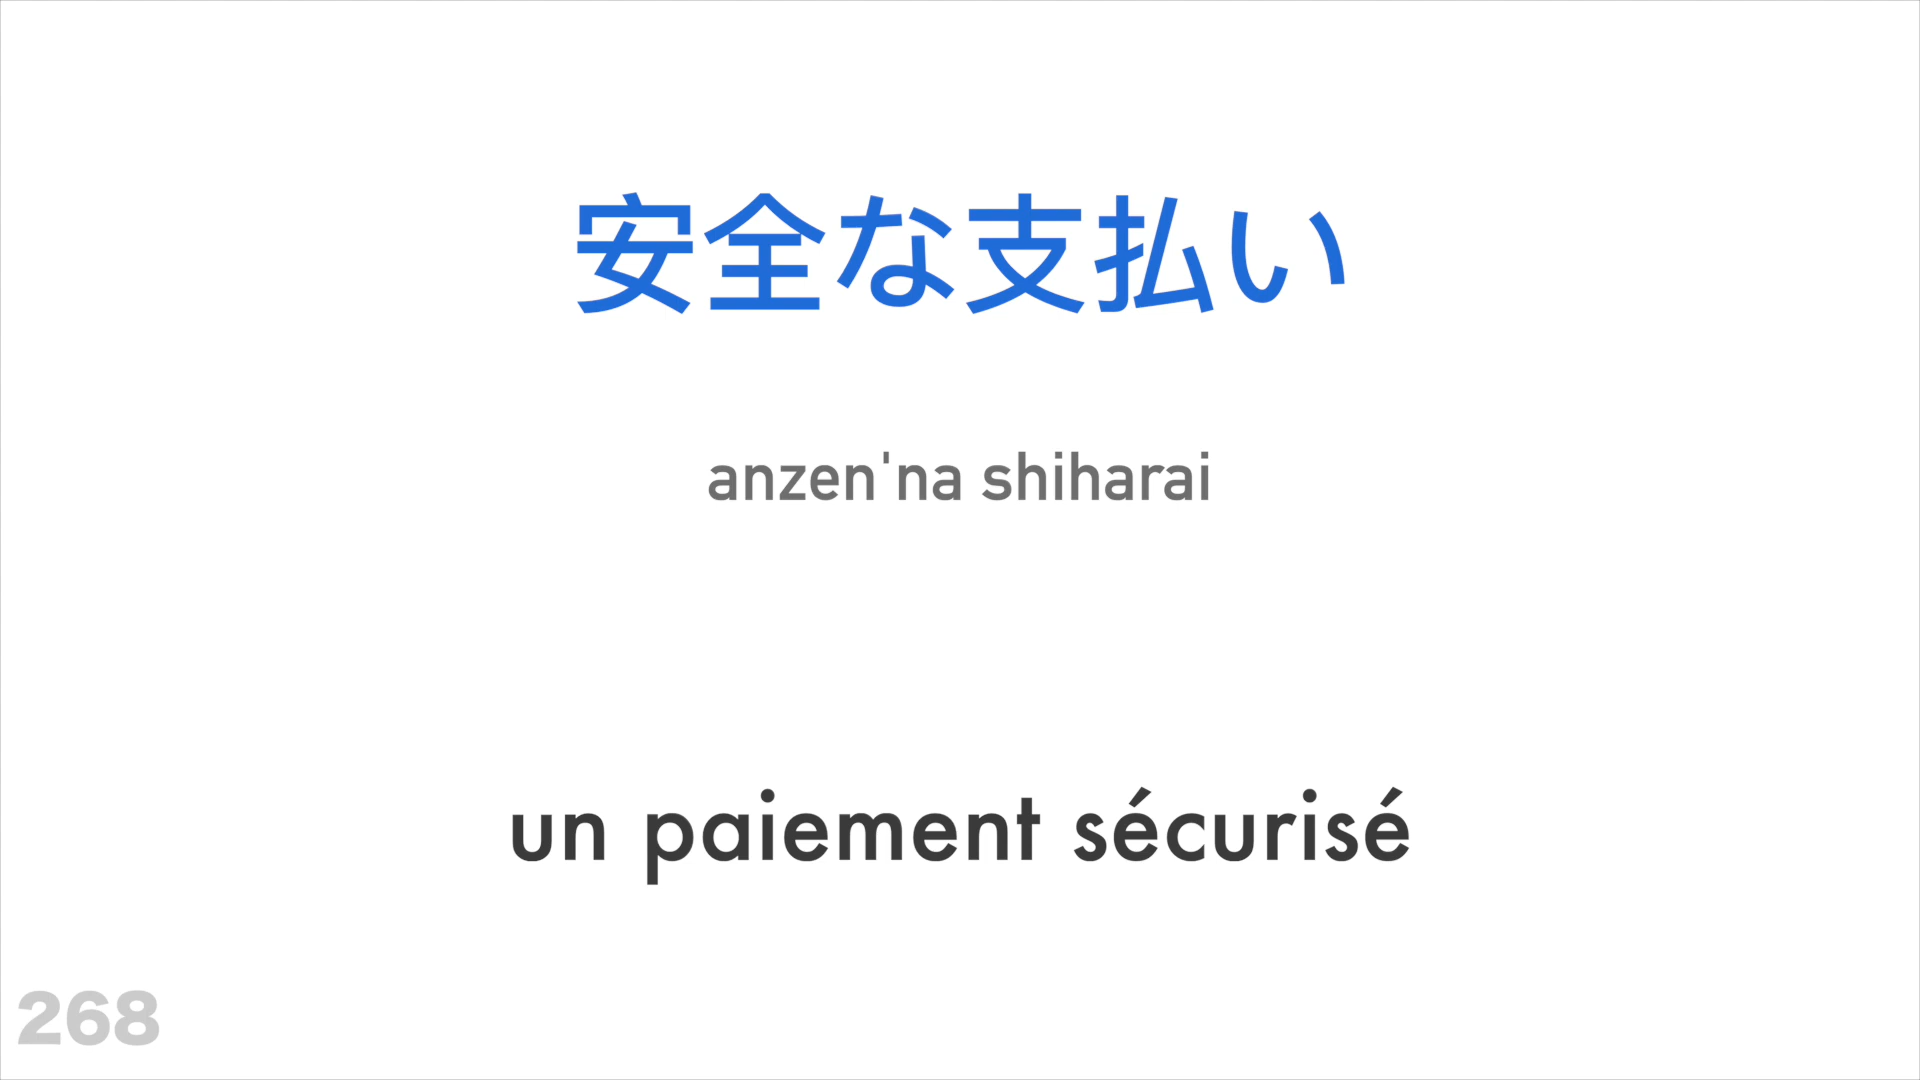 安全な支払い
anzen'na shiharai
un paiement sécurisé
268